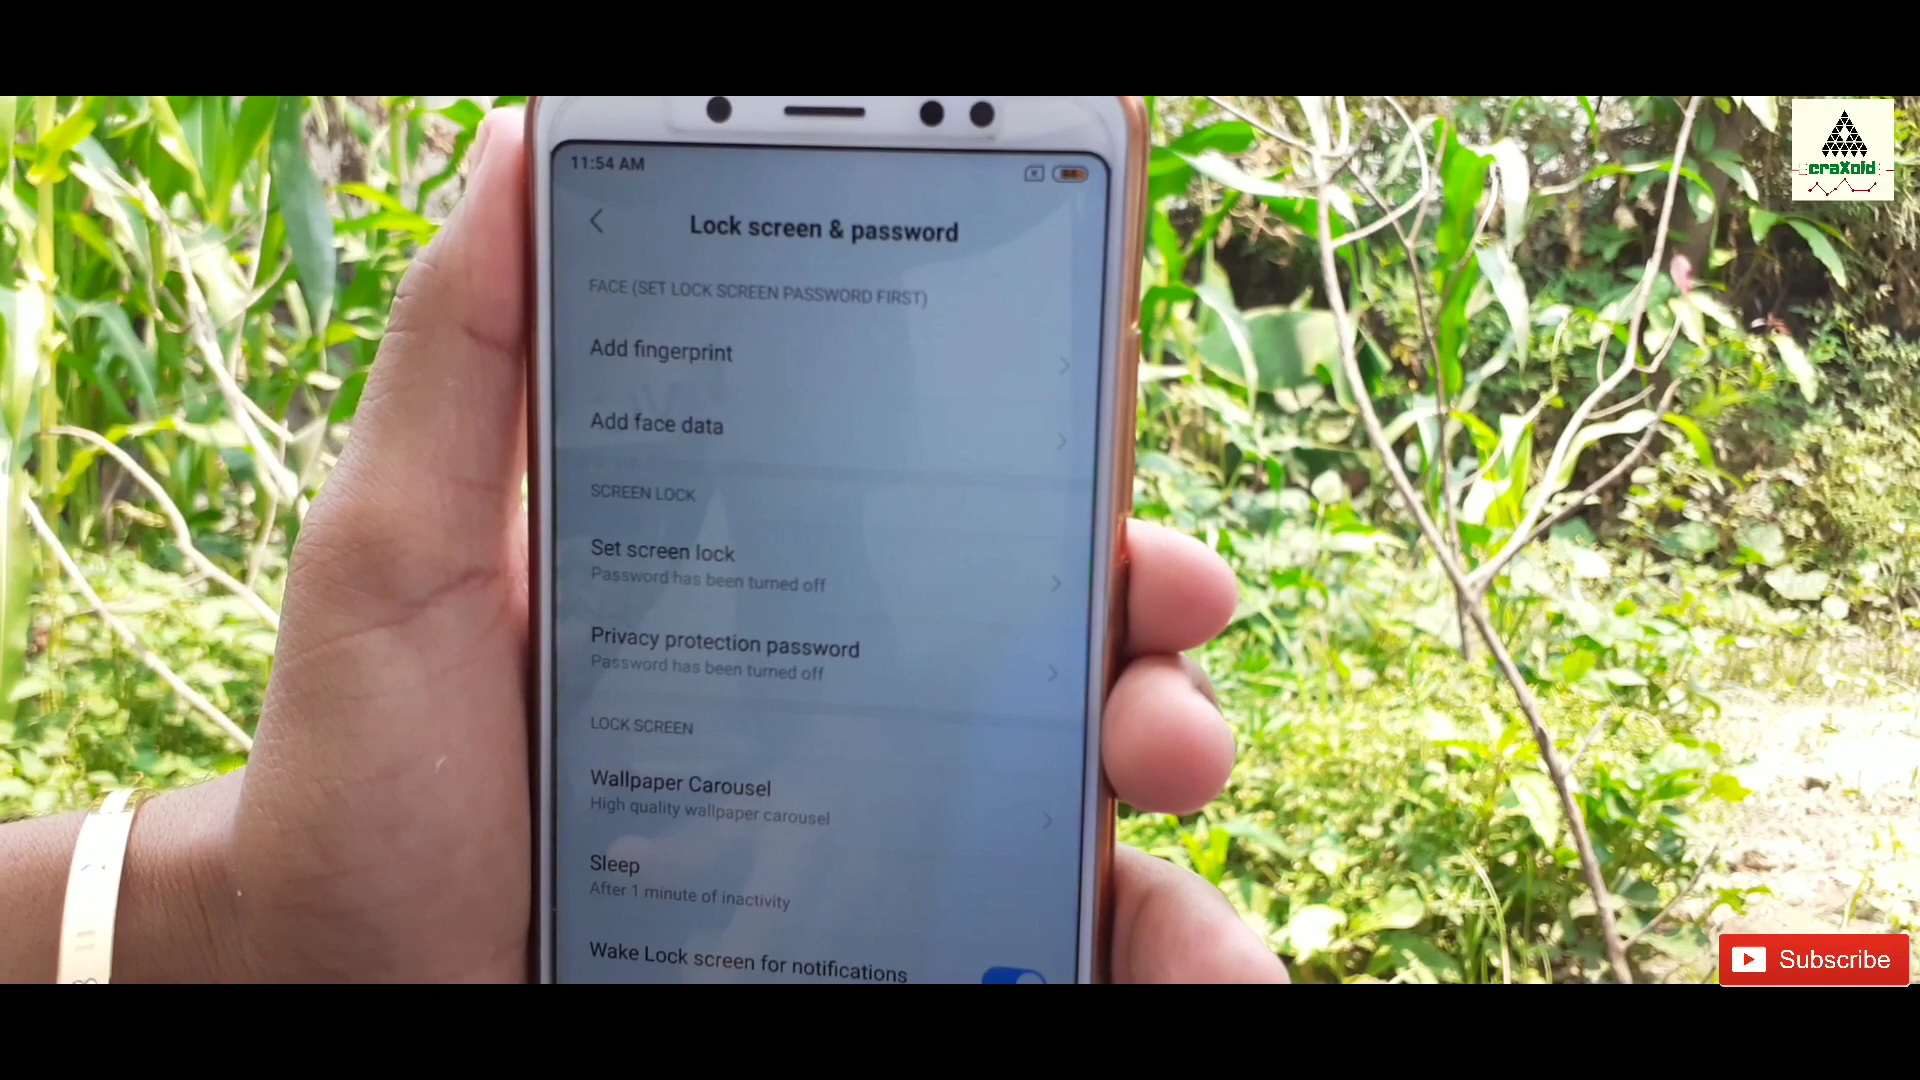 11:54 AM
Lock screen & password
FACE (SET LOCK SCREEN PASSWORD FIRST)
Add fingerprint
Add face data
SCREEN LOCK
Set screen lock
Password has been turned off
Privacy protection password
Password has been turned off
LOCK SCREEN
Wallpaper Carousel
High quality wallpaper carousel
Sleep
After 1 minute of inactivity
Wake Lock screen for notifications
craXoid
Subscribe